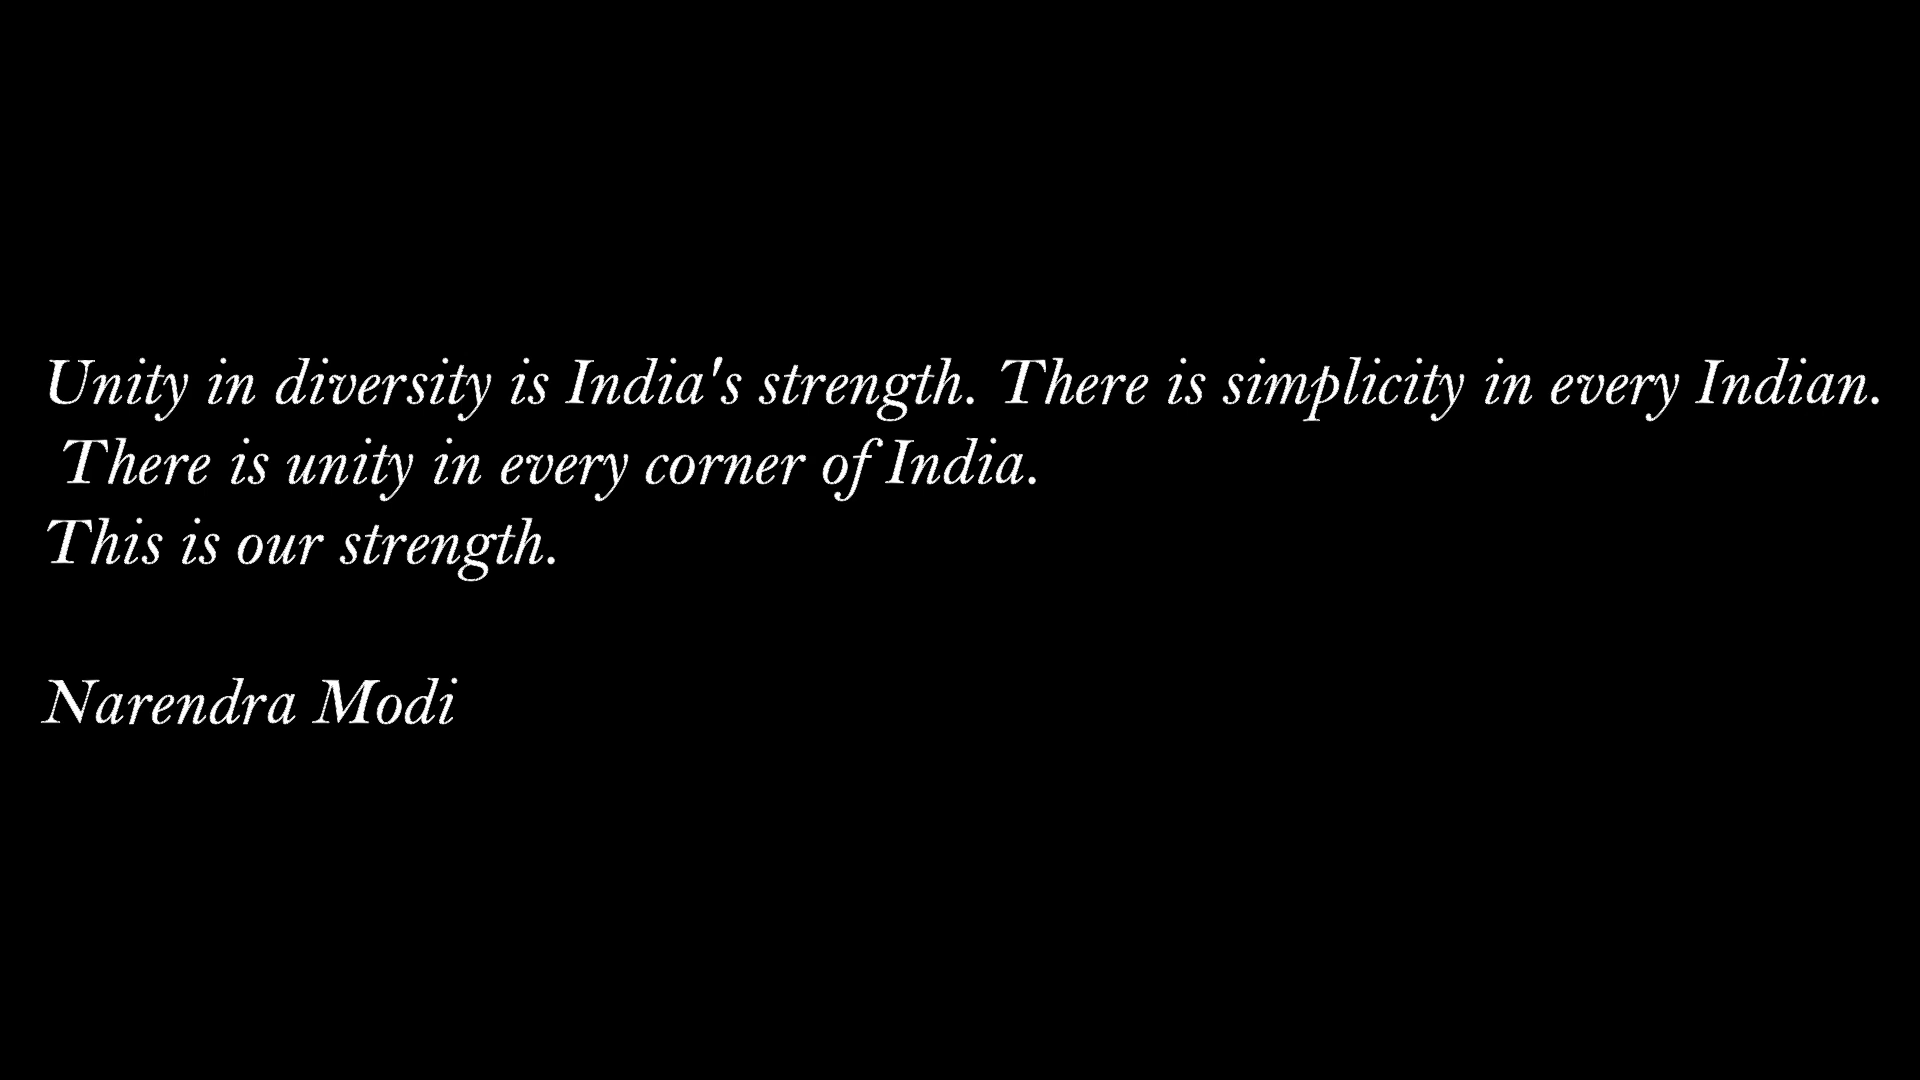 Unity in diversity is India's strength. There is simplicity in every Indian.
There is unity in every corner of India.
This is our strength.
Narendra Modi